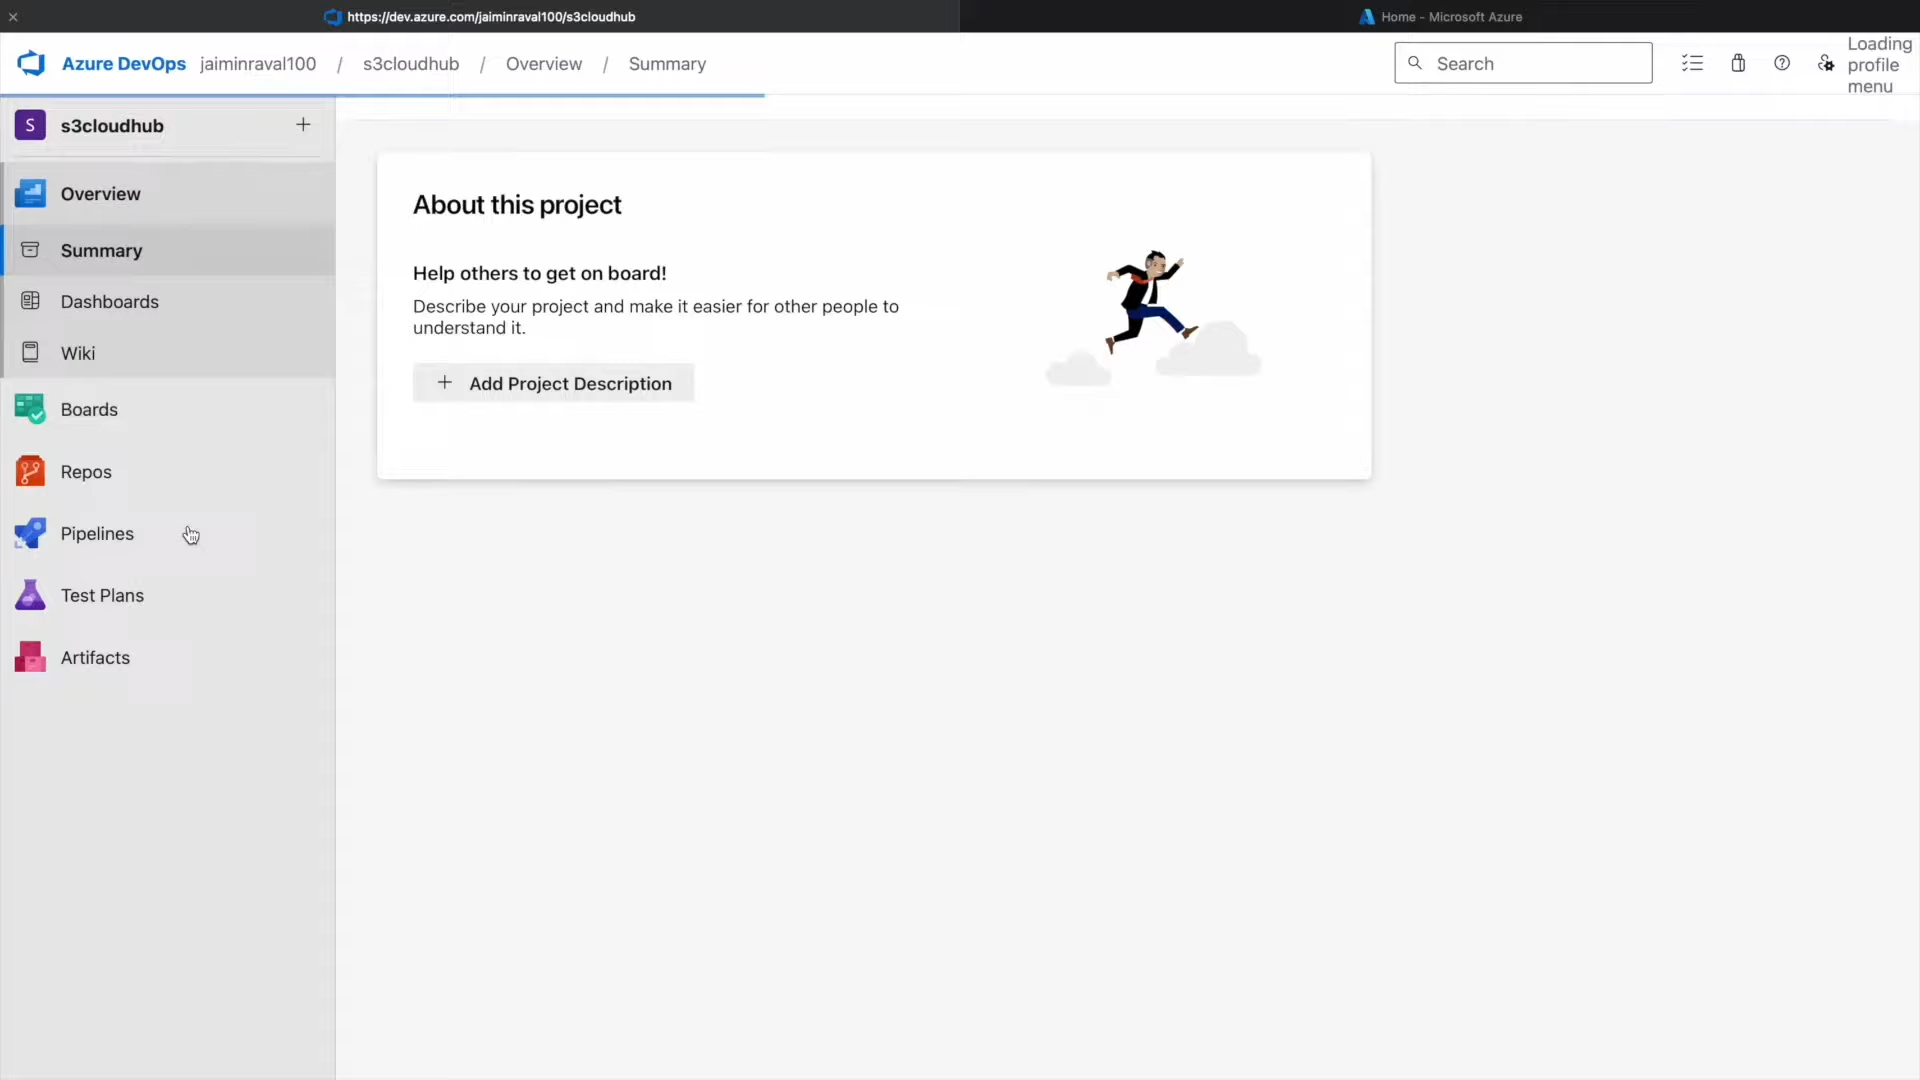 https://dev.azure.com/jaiminraval100/s3cloudhub
Home - Microsoft Azure
Azure DevOps jaiminraval100 / s3cloudhub / Overview / Summary
Search
Loading
profile
menu
S s3cloudhub
Overview
Summary
Dashboards
Wiki
Boards
Repos
Pipelines
Test Plans
Artifacts
About this project
Help others to get on board!
Describe your project and make it easier for other people to
understand it.
+ Add Project Description